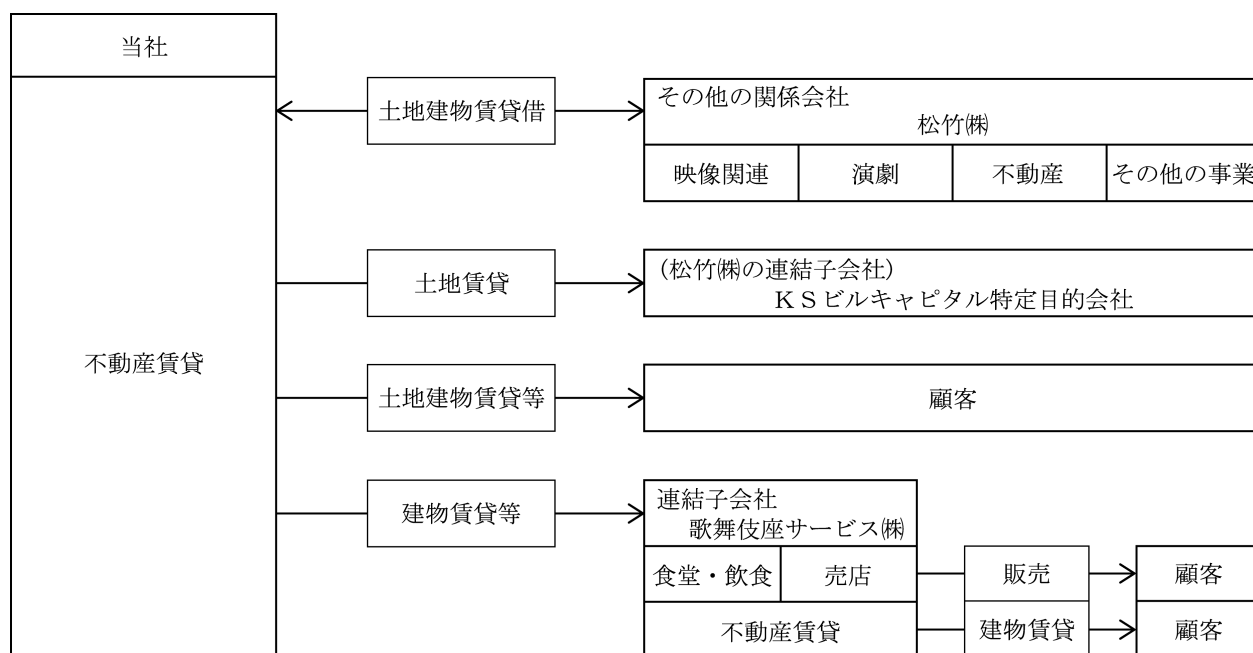 当社
不動産賃貸
土地建物賃貸借
その他の関係会社
松竹㈱
映像関連
演劇
不動産
その他の事業
土地賃貸
(松竹㈱の連結子会社)
KSビルキャピタル特定目的会社
土地建物賃貸等
顧客
建物賃貸等
連結子会社
歌舞伎座サービス㈱
食堂・飲食
売店
販売
顧客
不動産賃貸
建物賃貸
顧客